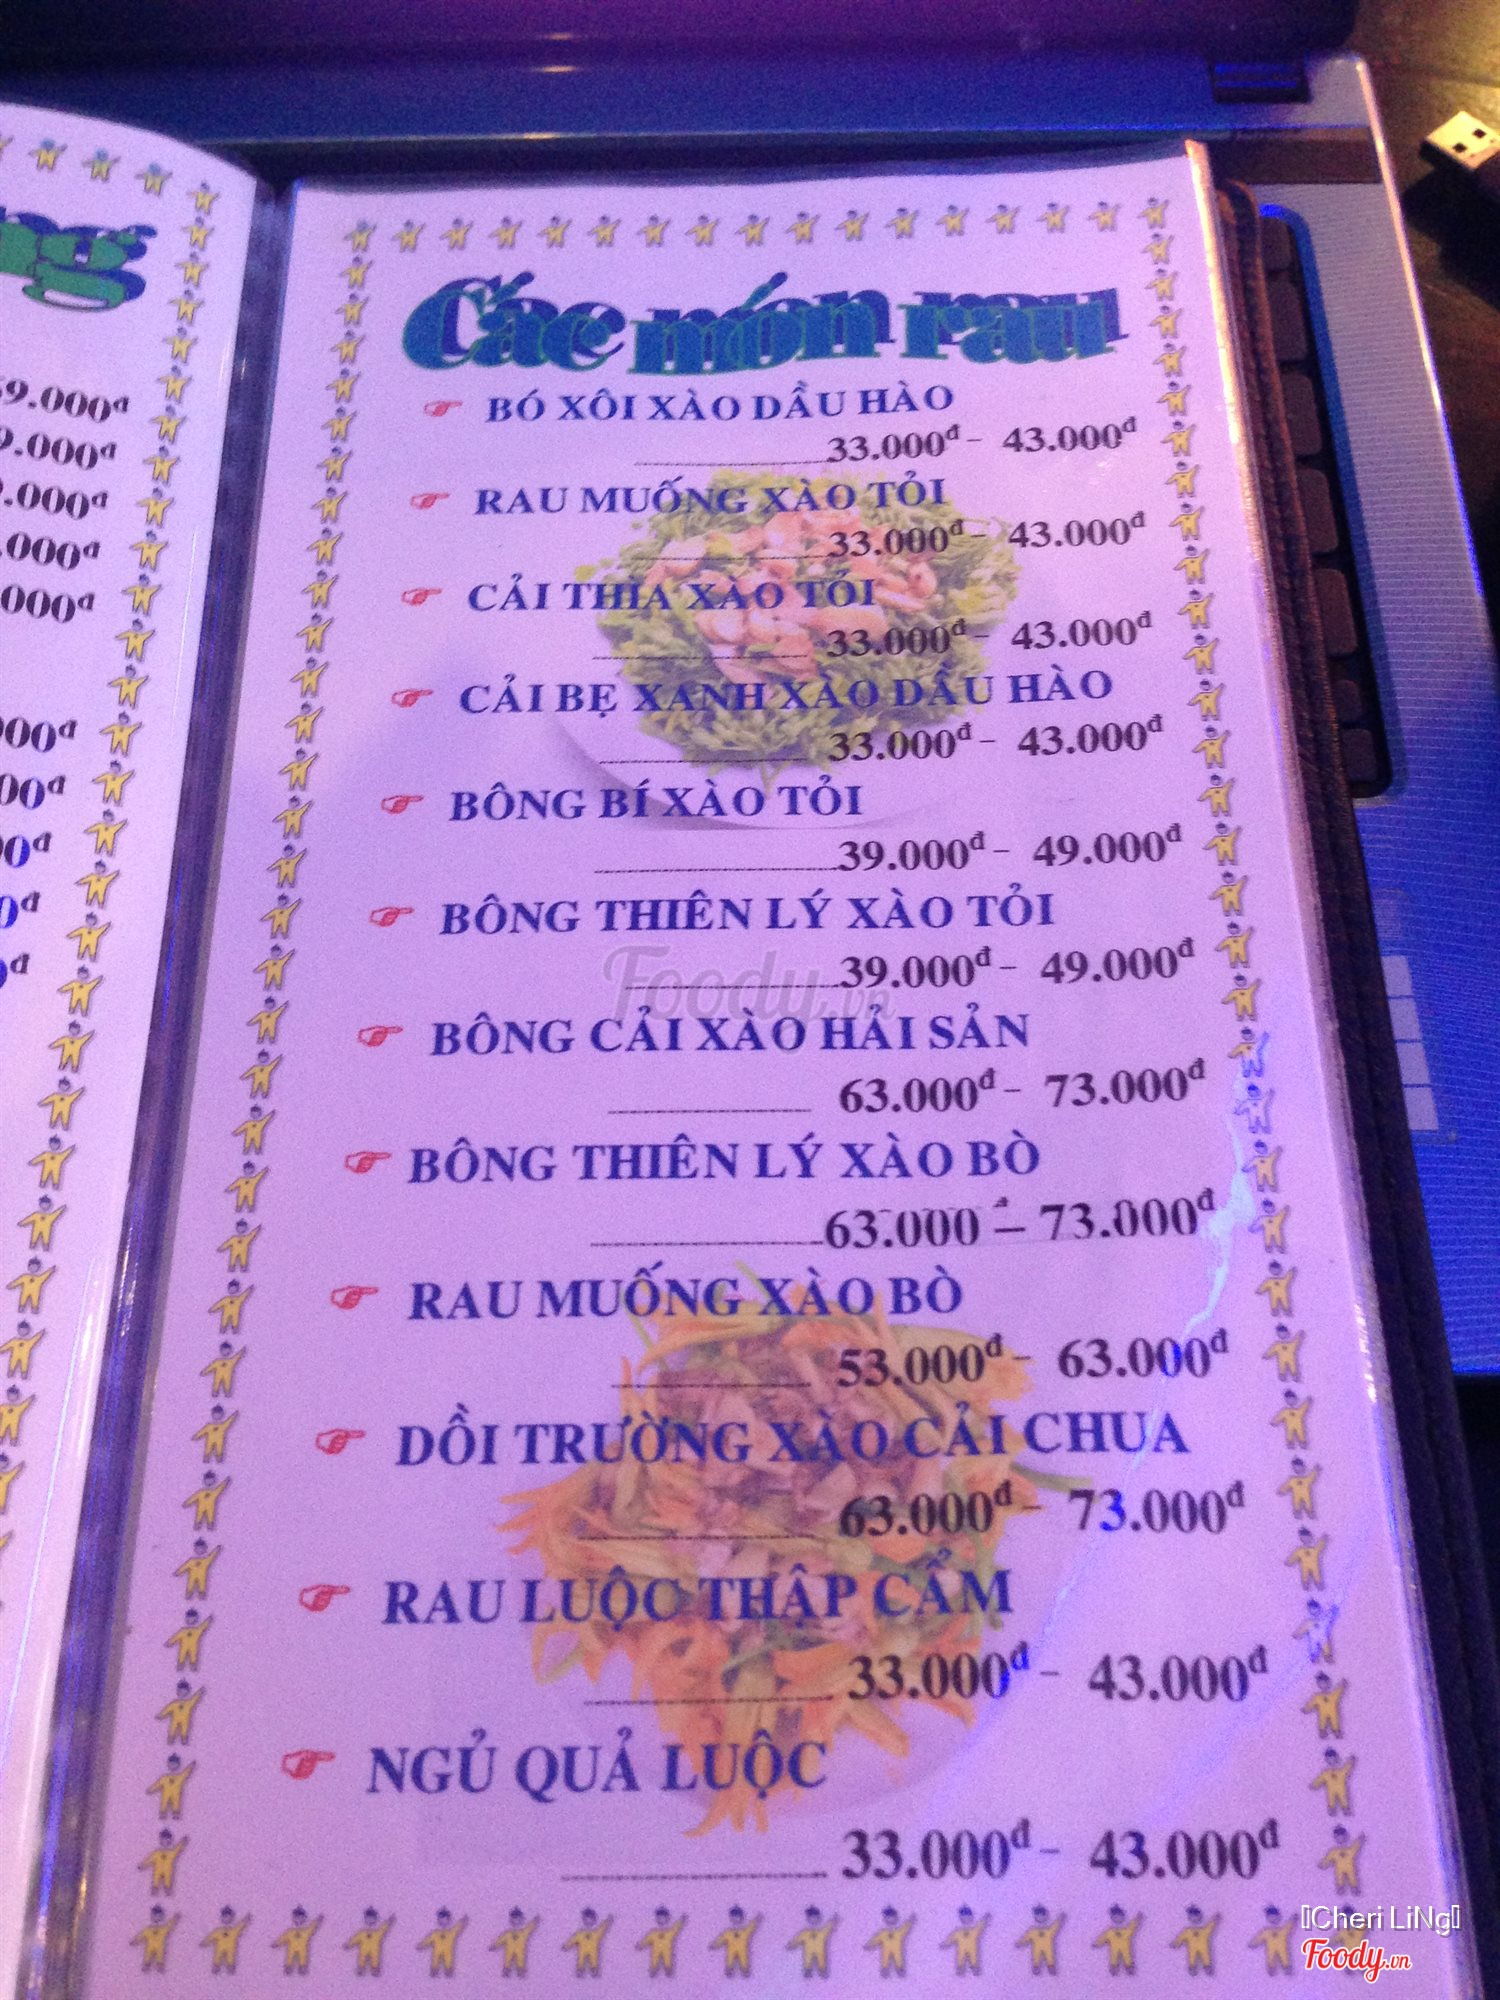 Các món rau
BÓ XÔI XÀO DẦU HÀO
33.000đ - 43.000đ
RAU MUỐNG XÀO TỎI
33.000đ - 43.000đ
CẢI THÌA XÀO TỎI
33.000đ - 43.000đ
CẢI BẸ XANH XÀO DẦU HÀO
33.000đ - 43.000đ
BÔNG BÍ XÀO TỎI
39.000đ - 49.000đ
BÔNG THIÊN LÝ XÀO TỎI
39.000đ - 49.000đ
BÔNG CẢI XÀO HẢI SẢN
63.000đ - 73.000đ
BÔNG THIÊN LÝ XÀO BÒ
63.000 – 73.000đ
RAU MUỐNG XÀO BÒ
53.000đ - 63.000đ
DỒI TRƯỜNG XÀO CẢI CHUA
63.000đ - 73.000đ
RAU LUỘC THẬP CẨM
33.000đ - 43.000đ
NGỦ QUẢ LUỘC
33.000đ - 43.000đ
Foody.vn
Cheri LiNg
Foody.vn